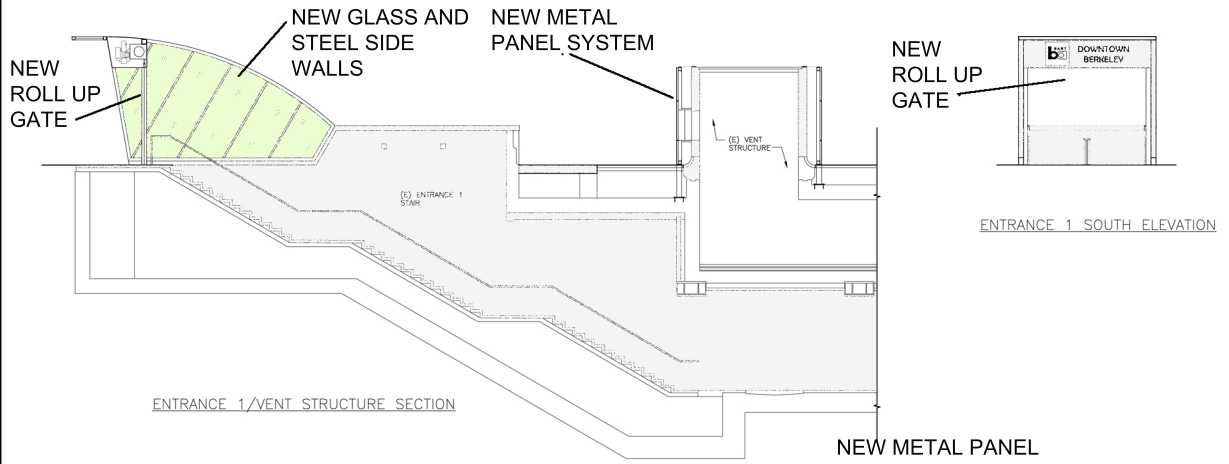 NEW GLASS AND
STEEL SIDE
WALLS
NEW METAL
PANEL SYSTEM
NEW
ROLL UP
GATE
NEW
ROLL UP
GATE
b BART
DOWNTOWN
BERKELEY
(E) VENT
STRUCTURE
(E) ENTRANCE 1
STAIR
ENTRANCE 1 SOUTH ELEVATION
ENTRANCE 1/VENT STRUCTURE SECTION
NEW METAL PANEL